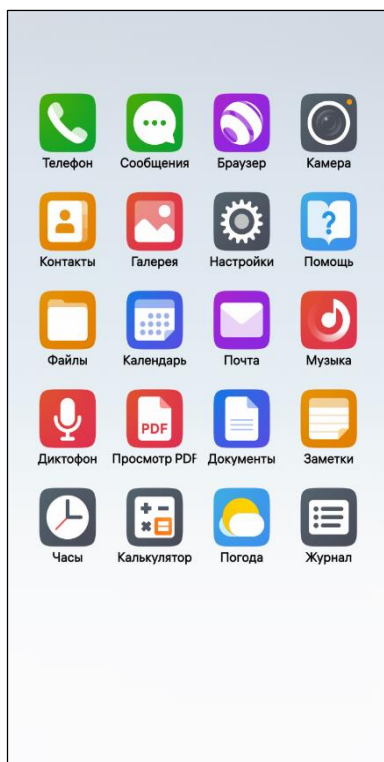 Телефон Сообщения Браузер Камера
Контакты Галерея Настройки Помощь
Файлы Календарь Почта Музыка
PDF
Диктофон Просмотр PDF Документы Заметки
Часы Калькулятор Погода Журнал